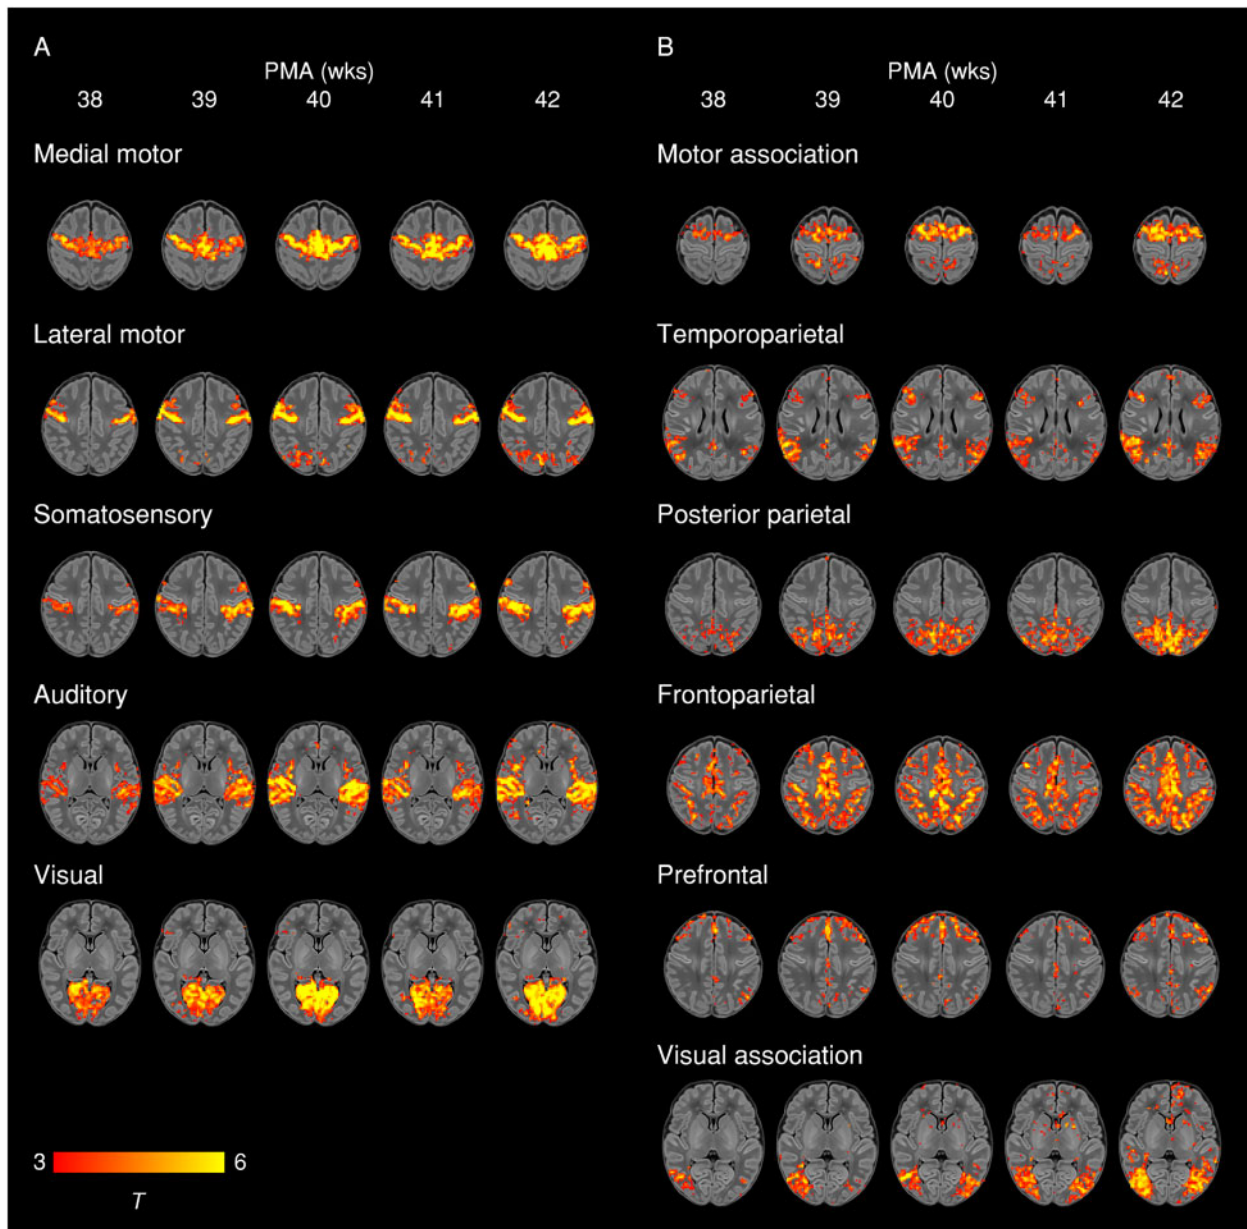 A
PMA (wks)
38 39 40 41 42
Medial motor
Lateral motor
Somatosensory
Auditory
Visual
3 6
T
B
PMA (wks)
38 39 40 41 42
Motor association
Temporoparietal
Posterior parietal
Frontoparietal
Prefrontal
Visual association